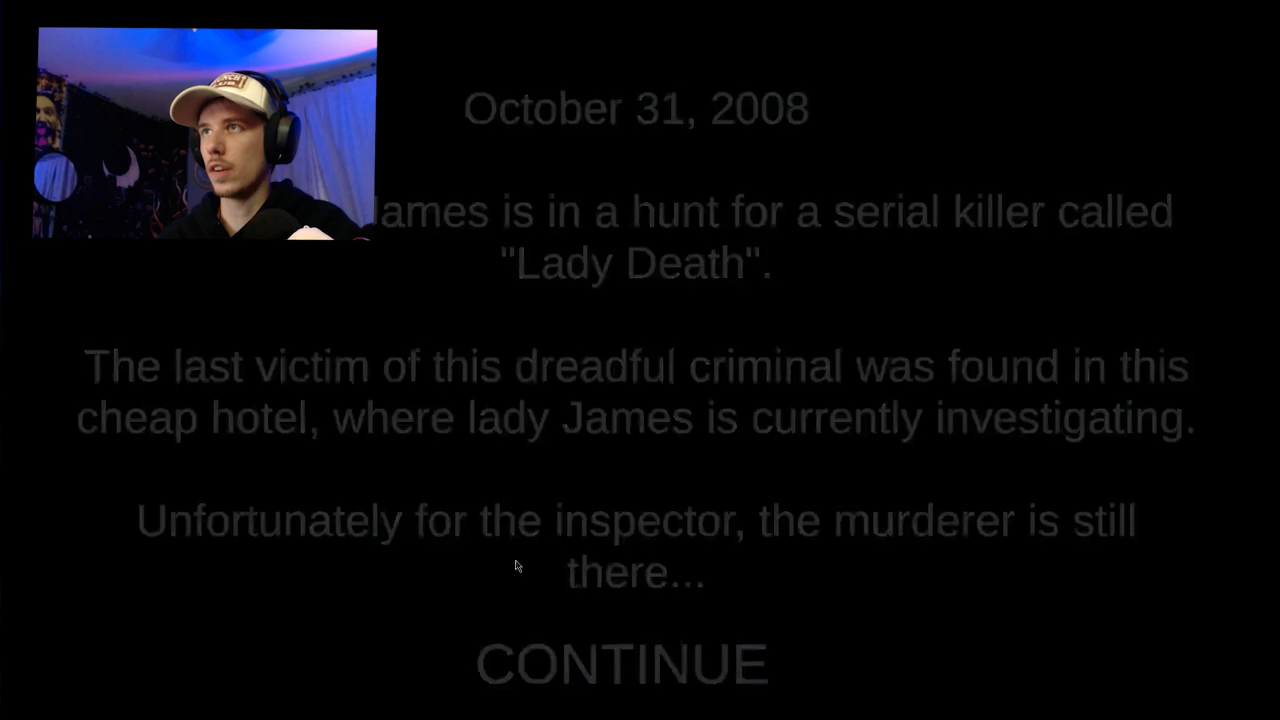 October 31, 2008
ames is in a hunt for a serial killer called
"Lady Death".
The last victim of this dreadful criminal was found in this
cheap hotel, where lady James is currently investigating.
Unfortunately for the inspector, the murderer is still
there...
CONTINUE